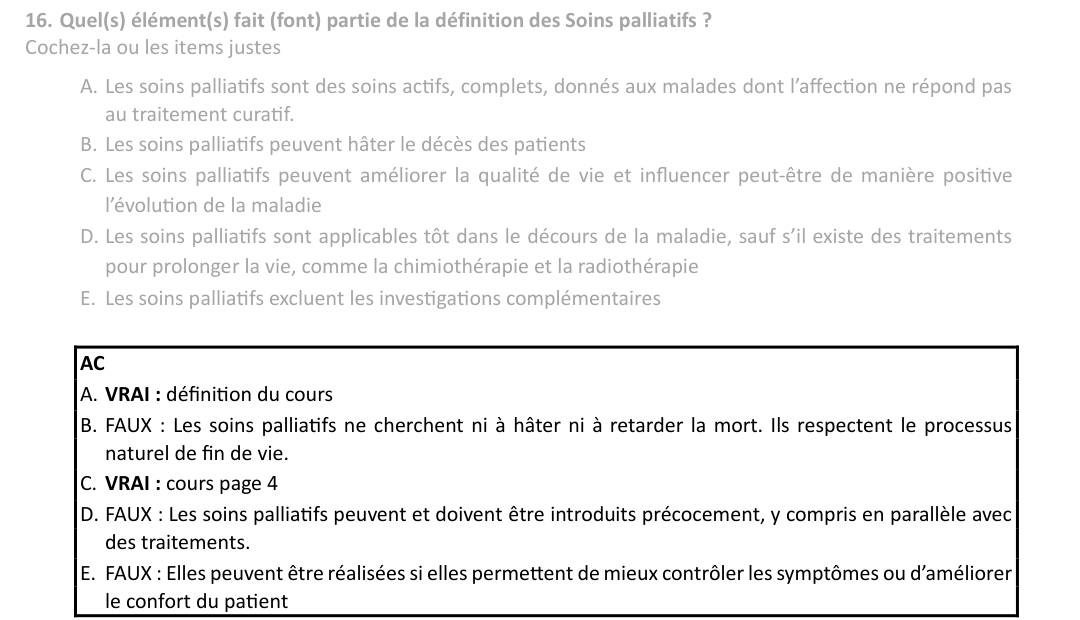 16. Quel(s) élément(s) fait (font) partie de la définition des Soins palliatifs ?
Cochez-la ou les items justes
A. Les soins palliatifs sont des soins actifs, complets, donnés aux malades dont l’affection ne répond pas
au traitement curatif.
B. Les soins palliatifs peuvent hâter le décès des patients
C. Les soins palliatifs peuvent améliorer la qualité de vie et influencer peut-être de manière positive
l’évolution de la maladie
D. Les soins palliatifs sont applicables tôt dans le décours de la maladie, sauf s’il existe des traitements
pour prolonger la vie, comme la chimiothérapie et la radiothérapie
E. Les soins palliatifs excluent les investigations complémentaires
AC
A. VRAI : définition du cours
B. FAUX : Les soins palliatifs ne cherchent ni à hâter ni à retarder la mort. Ils respectent le processus
naturel de fin de vie.
C. VRAI : cours page 4
D. FAUX : Les soins palliatifs peuvent et doivent être introduits précocement, y compris en parallèle avec
des traitements.
E. FAUX : Elles peuvent être réalisées si elles permettent de mieux contrôler les symptômes ou d’améliorer
le confort du patient